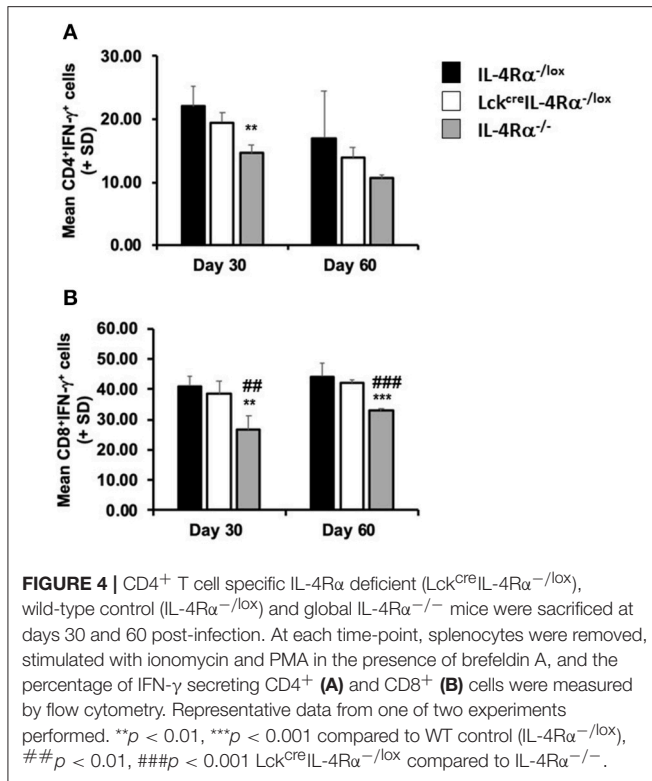 A
Mean CD4⁺IFN-γ⁺ cells
(+ SD)
30.00
20.00
10.00
0.00
**
Day 30
Day 60
IL-4Rα⁻/ˡᵒˣ
LckᶜʳᵉIL-4Rα⁻/ˡᵒˣ
IL-4Rα⁻/⁻
B
Mean CD8⁺IFN-γ⁺ cells
(+ SD)
60.00
50.00
40.00
30.00
20.00
10.00
0.00
##
**
###
***
Day 30
Day 60
FIGURE 4 | CD4⁺ T cell specific IL-4Rα deficient (LckᶜʳᵉIL-4Rα⁻/ˡᵒˣ),
wild-type control (IL-4Rα⁻/ˡᵒˣ) and global IL-4Rα⁻/⁻ mice were sacrificed at
days 30 and 60 post-infection. At each time-point, splenocytes were removed,
stimulated with ionomycin and PMA in the presence of brefeldin A, and the
percentage of IFN-γ secreting CD4⁺ (A) and CD8⁺ (B) cells were measured
by flow cytometry. Representative data from one of two experiments
performed. **p < 0.01, ***p < 0.001 compared to WT control (IL-4Rα⁻/ˡᵒˣ),
##p < 0.01, ###p < 0.001 LckᶜʳᵉIL-4Rα⁻/ˡᵒˣ compared to IL-4Rα⁻/⁻.